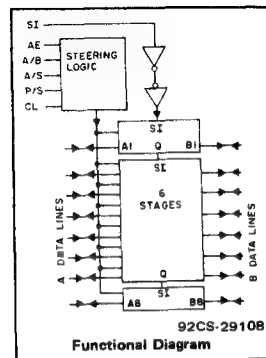 SI
AE
A/B
A/S
P/S
CL
STEERING
LOGIC
SI
A1 Q B1
SI
6
STAGES
A DATA LINES
B DATA LINES
Q
SI
A8 B8
92CS-29108
Functional Diagram